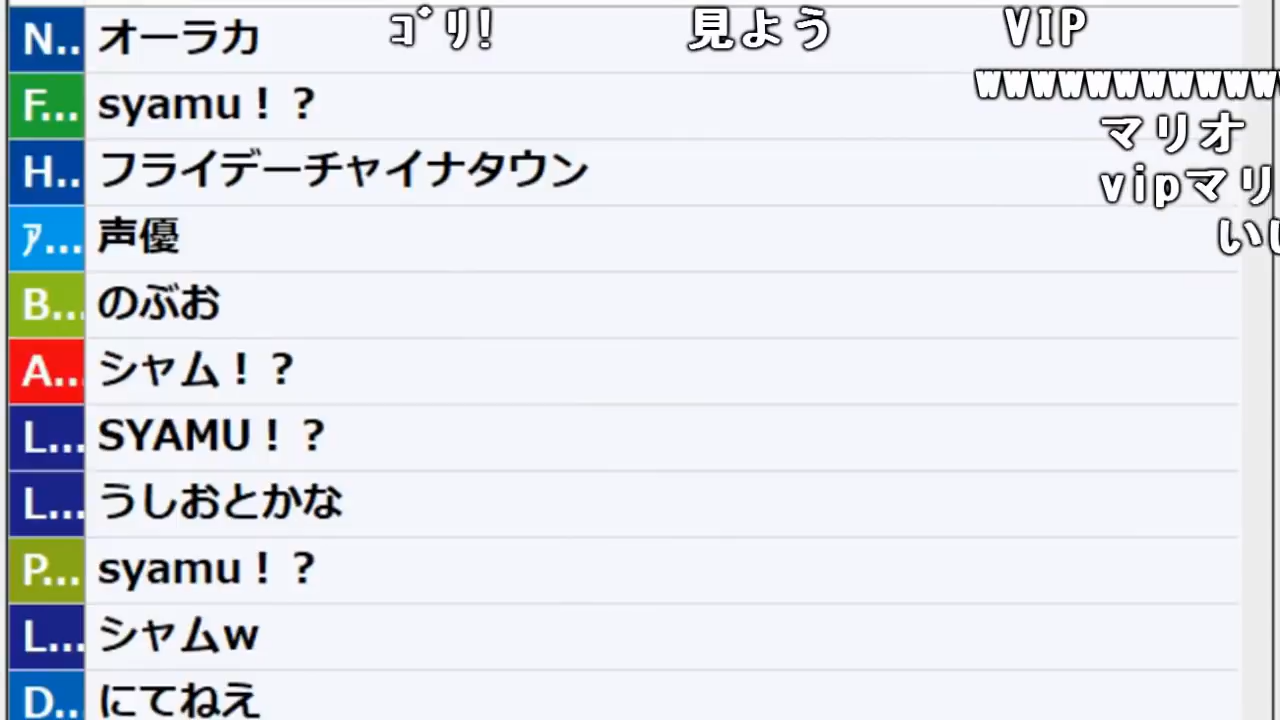 N.. オーラカ
ｺﾞﾘ! 見よう VIP
wwwwwwwwwww
F... syamu！？
マリオ
H.. フライデーチャイナタウン
vipマリ
ｱ... 声優
B... のぶお
A... シャム！？
L... SYAMU！？
L... うしおとかな
P... syamu！？
L... シャムw
D.. にてねえ